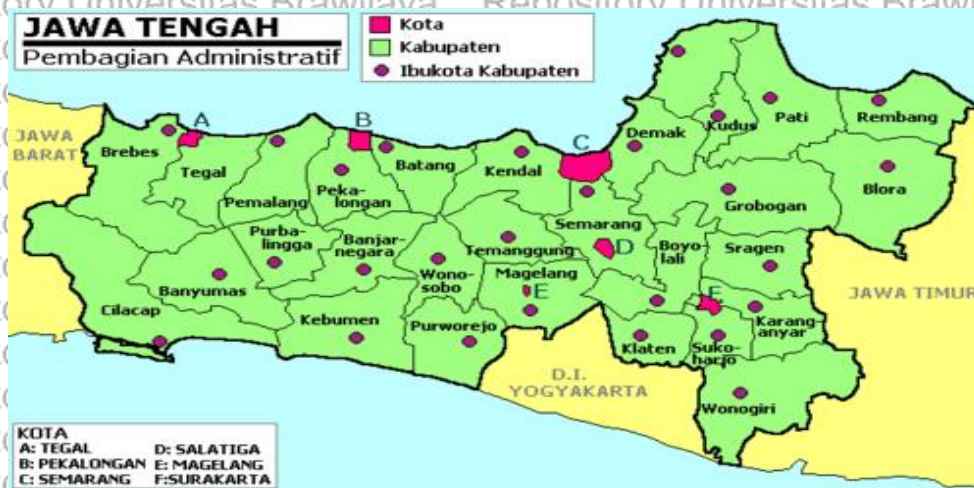 JAWA TENGAH
Pembagian Administratif
Kota
Kabupaten
Ibukota Kabupaten
JAWA
BARAT
A
B
C
Brebes
Tegal
Pemalang
Peka-
longan
Batang
Kendal
Demak
Kudus
Pati
Rembang
Blora
Grobogan
Semarang
D
Purba-
lingga
Banjar-
negara
Temanggung
Boyo
lali
Sragen
Wono-
sobo
Magelang
E
Banyumas
Cilacap
Kebumen
Purworejo
Karang-
anyar
JAWA TIMUR
Klaten
Suko-
harjo
D.I.
YOGYAKARTA
Wonogiri
KOTA
A: TEGAL
B: PEKALONGAN
C: SEMARANG
D: SALATIGA
E: MAGELANG
F:SURAKARTA